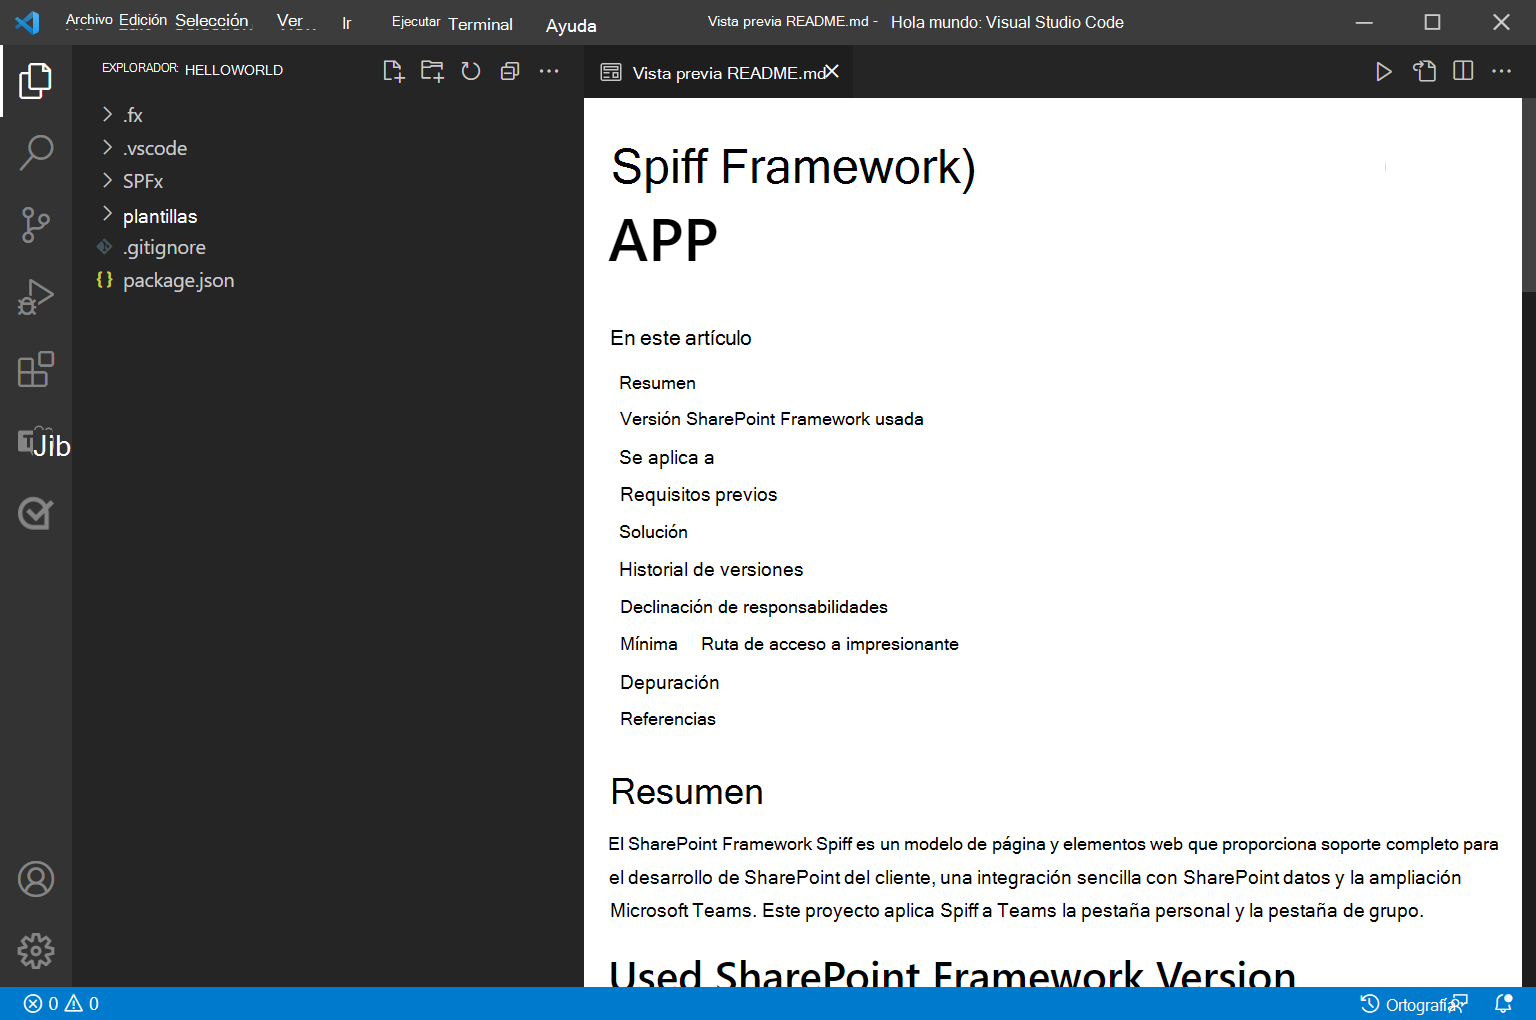 Archivo Edición Selección Ver Ir Ejecutar Terminal Ayuda Vista previa README.md - Hola mundo: Visual Studio Code
EXPLORADOR: HELLOWORLD
Vista previa README.md
.fx
.vscode
SPFx
plantillas
.gitignore
package.json
Jib
Spiff Framework)
APP
En este artículo
Resumen
Versión SharePoint Framework usada
Se aplica a
Requisitos previos
Solución
Historial de versiones
Declinación de responsabilidades
Mínima Ruta de acceso a impresionante
Depuración
Referencias
Resumen
El SharePoint Framework Spiff es un modelo de página y elementos web que proporciona soporte completo para
el desarrollo de SharePoint del cliente, una integración sencilla con SharePoint datos y la ampliación
Microsoft Teams. Este proyecto aplica Spiff a Teams la pestaña personal y la pestaña de grupo.
Used SharePoint Framework Version
0 0
Ortografía